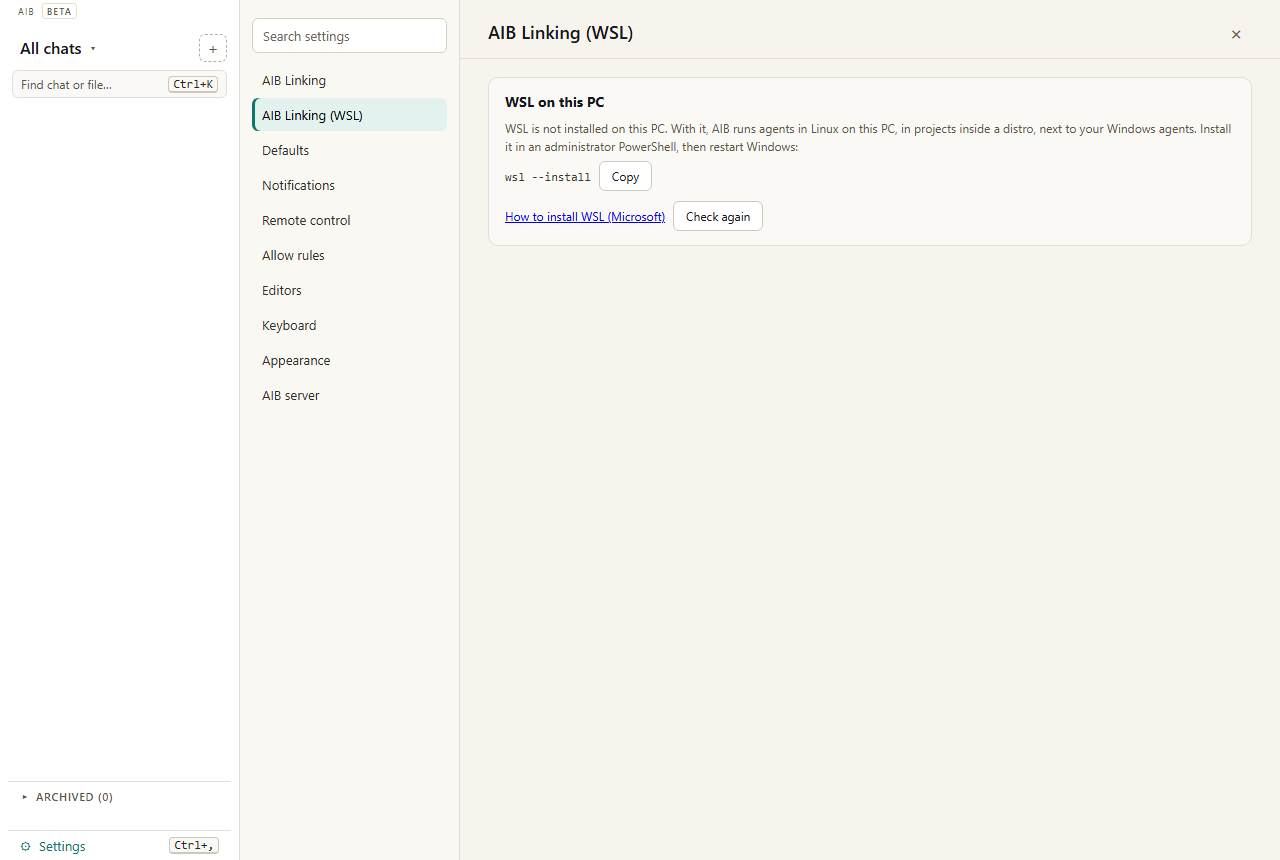 AIB BETA
All chats
+
Find chat or file... Ctrl+K
ARCHIVED (0)
Settings Ctrl+,
Search settings
AIB Linking
AIB Linking (WSL)
Defaults
Notifications
Remote control
Allow rules
Editors
Keyboard
Appearance
AIB server
AIB Linking (WSL)
WSL on this PC
WSL is not installed on this PC. With it, AIB runs agents in Linux on this PC, in projects inside a distro, next to your Windows agents. Install
it in an administrator PowerShell, then restart Windows:
wsl --install Copy
How to install WSL (Microsoft) Check again